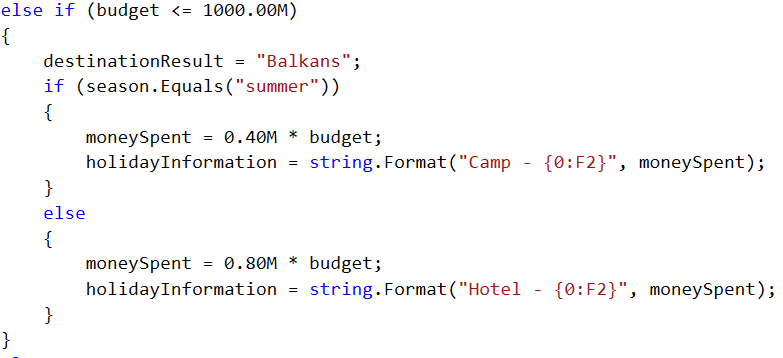 else if (budget <= 1000.00M)
{
    destinationResult = "Balkans";
    if (season.Equals("summer"))
    {
        moneySpent = 0.40M * budget;
        holidayInformation = string.Format("Camp - {0:F2}", moneySpent);
    }
    else
    {
        moneySpent = 0.80M * budget;
        holidayInformation = string.Format("Hotel - {0:F2}", moneySpent);
    }
}